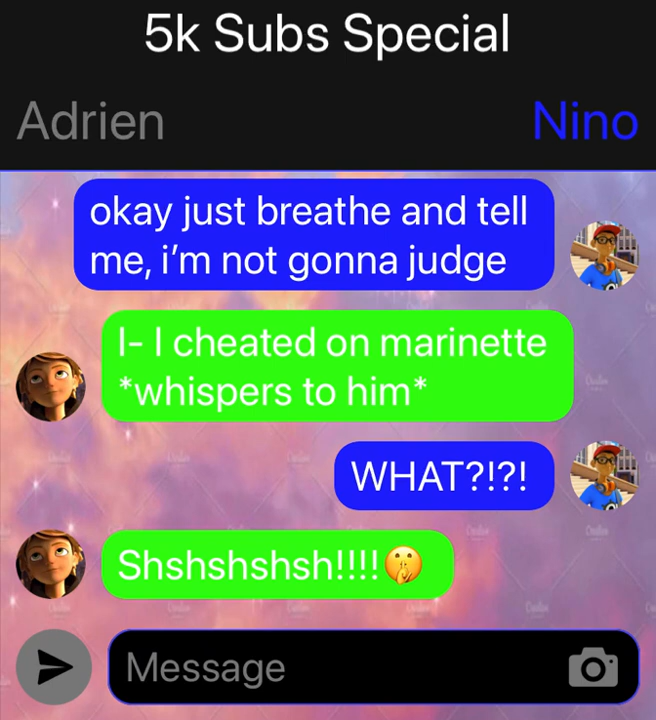 5k Subs Special
Adrien
Nino
okay just breathe and tell
me, i’m not gonna judge
I- I cheated on marinette
*whispers to him*
WHAT?!?!
Shshshshsh!!!!🤫
Message